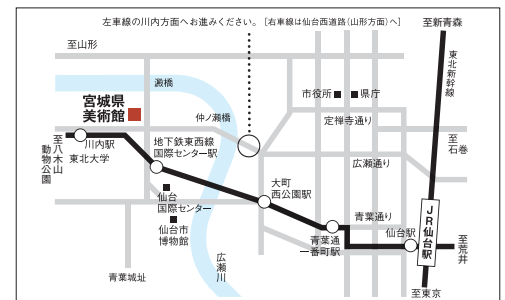 左車線の川内方面へお進みください。［右車線は仙台西道路（山形方面）へ］
至新青森
至山形
東北新幹線
澱橋
宮城県
美術館
市役所
県庁
仲ノ瀬橋
定禅寺通り
至八木山
動物公園
川内駅
東北大学
地下鉄東西線
国際センター駅
至石巻
広瀬通り
大町
西公園駅
仙台
国際センター
仙台市
博物館
青葉通り
JR仙台駅
仙台駅
至荒井
青葉通
一番町駅
広瀬川
青葉城址
至東京